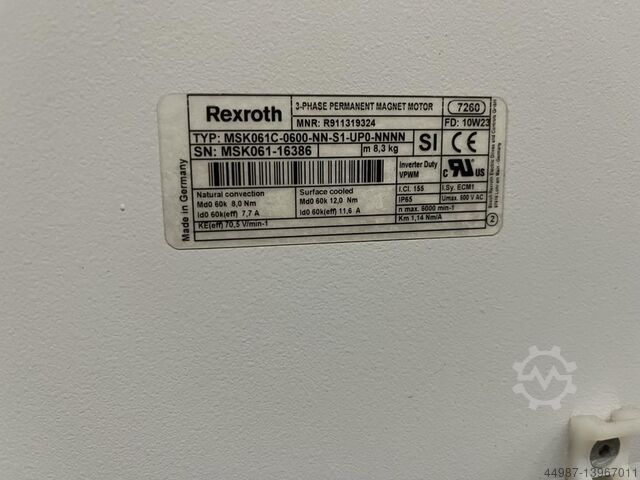 Rexroth
3-PHASE PERMANENT MAGNET MOTOR
7260
MNR: R911319324
FD: 10W23
TYP: MSK061C-0600-NN-S1-UP0-NNNN
SN: MSK061-16386
m 8,3 kg
SI CE
c RU US
Inverter Duty
VPWM
I.Cl. 155
I.Sy. ECM1
IP65
Umax. 800 V AC
n max. 6000 min-1
Km 1,14 Nm/A
Natural convection
Md0 60k 8,0 Nm
Id0 60k(eff) 7,7 A
Surface cooled
Md0 60k 12,0 Nm
Id0 60k(eff) 11,6 A
KE(eff) 70,5 V/min-1
2
Made in Germany
44987-13967011